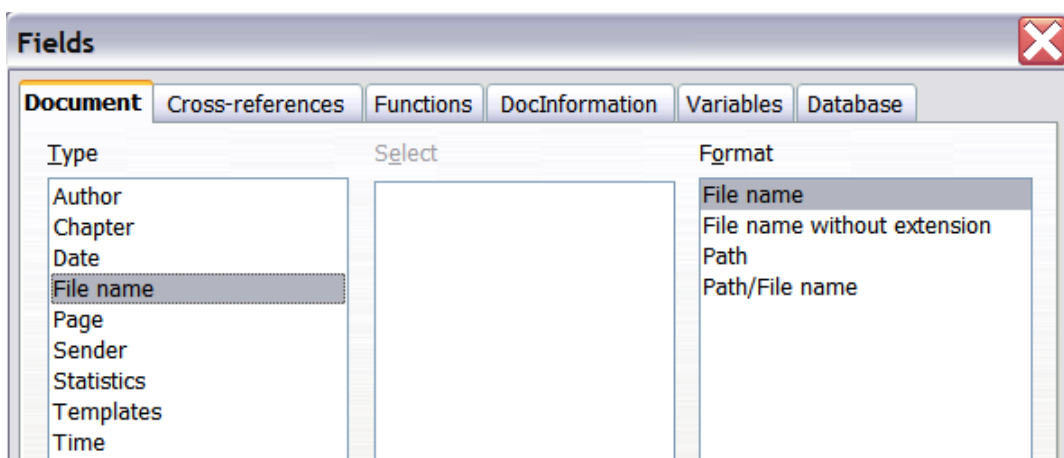 Fields
Document Cross-references Functions DocInformation Variables Database
Type Select Format
Author
Chapter
Date
File name
Page
Sender
Statistics
Templates
Time
File name
File name without extension
Path
Path/File name